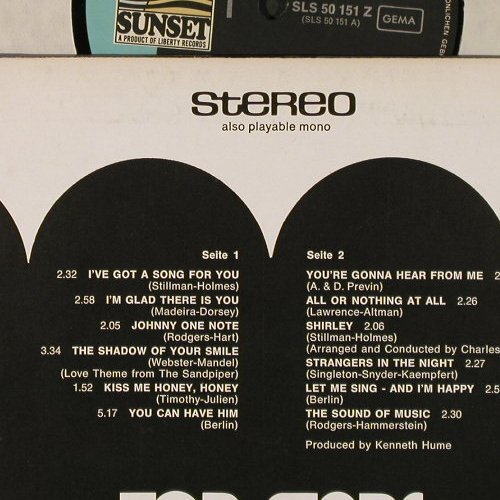 SUNSET
A PRODUCT OF LIBERTY RECORDS
SLS 50 151 Z
(SLS 50 151 A)
GEMA
stereo
also playable mono
Seite 1
2.32 I'VE GOT A SONG FOR YOU
(Stillman-Holmes)
2.58 I'M GLAD THERE IS YOU
(Madeira-Dorsey)
2.05 JOHNNY ONE NOTE
(Rodgers-Hart)
3.34 THE SHADOW OF YOUR SMILE
(Webster-Mandel)
(Love Theme from The Sandpiper)
1.52 KISS ME HONEY, HONEY
(Timothy-Julien)
5.17 YOU CAN HAVE HIM
(Berlin)
Seite 2
YOU'RE GONNA HEAR FROM ME 2
(A. & D. Previn)
ALL OR NOTHING AT ALL 2.26
(Lawrence-Altman)
SHIRLEY 2.06
(Stillman-Holmes)
(Arranged and Conducted by Charles
STRANGERS IN THE NIGHT 2.27
(Singleton-Snyder-Kaempfert)
LET ME SING - AND I'M HAPPY 2.5
(Berlin)
THE SOUND OF MUSIC 2.30
(Rodgers-Hammerstein)
Produced by Kenneth Hume